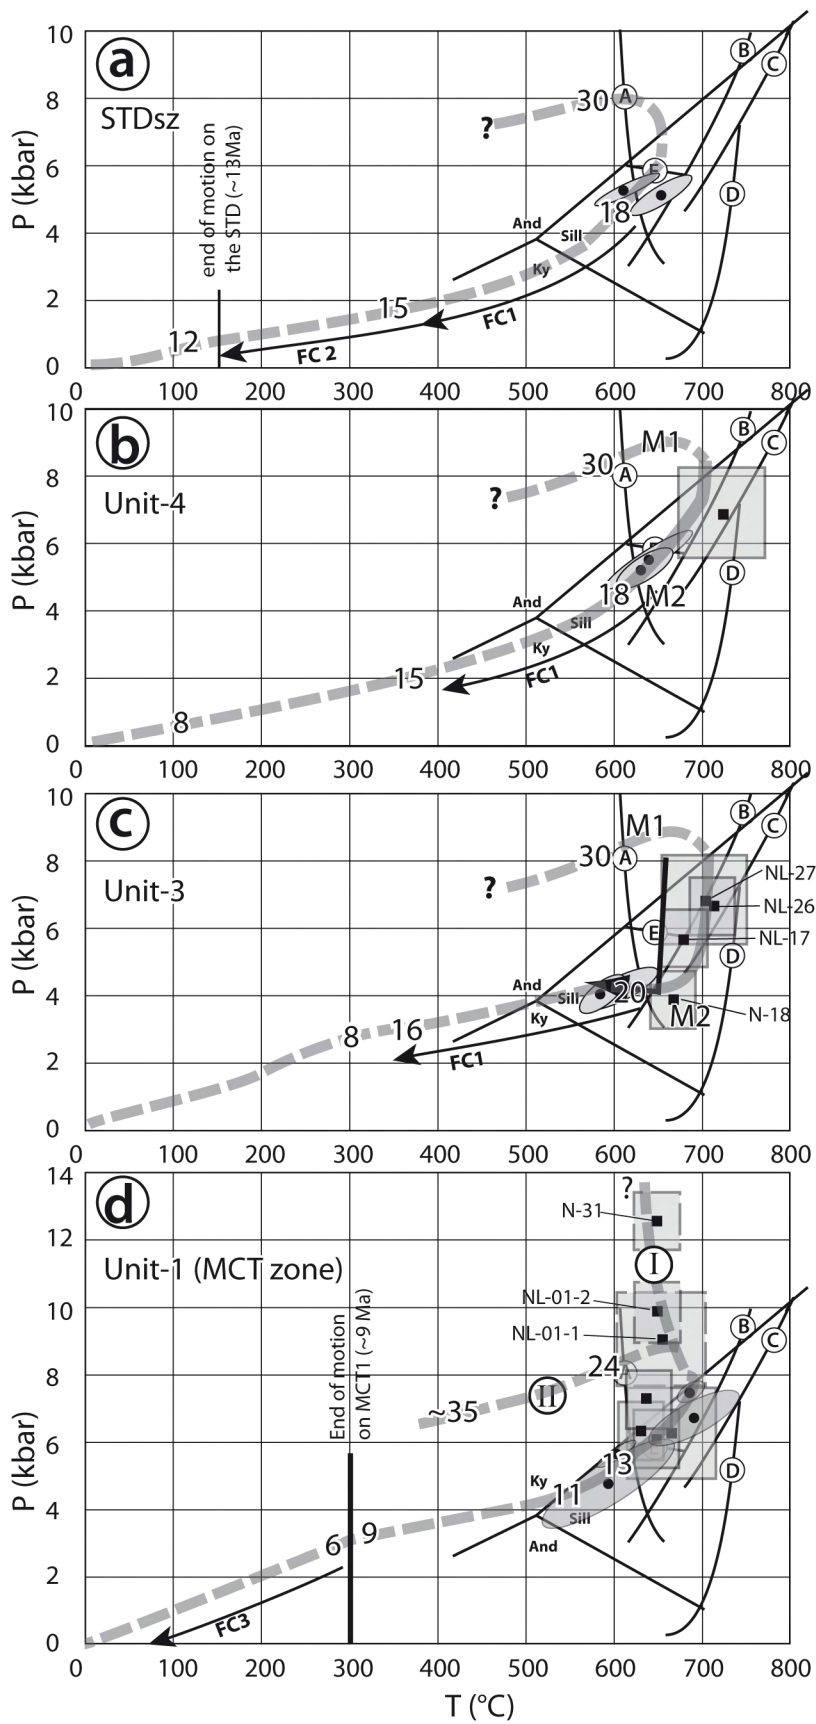 a
STDsz
P (kbar)
10
8
6
4
2
0
end of motion on
the STD (~13Ma)
?
30
A
B
C
D
E
18
And
Sill
Ky
15
12
FC1
FC 2
0 100 200 300 400 500 600 700 800
b
Unit-4
P (kbar)
10
8
6
4
2
0
?
30
M1
A
B
C
D
18
M2
And
Sill
Ky
15
8
FC1
0 100 200 300 400 500 600 700 800
c
Unit-3
P (kbar)
10
8
6
4
2
0
?
30
M1
A
B
C
D
E
NL-27
NL-26
NL-17
N-18
M2
20
And
Sill
Ky
16
8
FC1
0 100 200 300 400 500 600 700 800
d
Unit-1 (MCT zone)
P (kbar)
14
12
10
8
6
4
2
0
End of motion
on MCT1 (~9 Ma)
?
N-31
I
NL-01-2
NL-01-1
24
A
B
C
D
II
~35
13
11
Ky
Sill
And
9
6
FC3
0 100 200 300 400 500 600 700 800
T (°C)